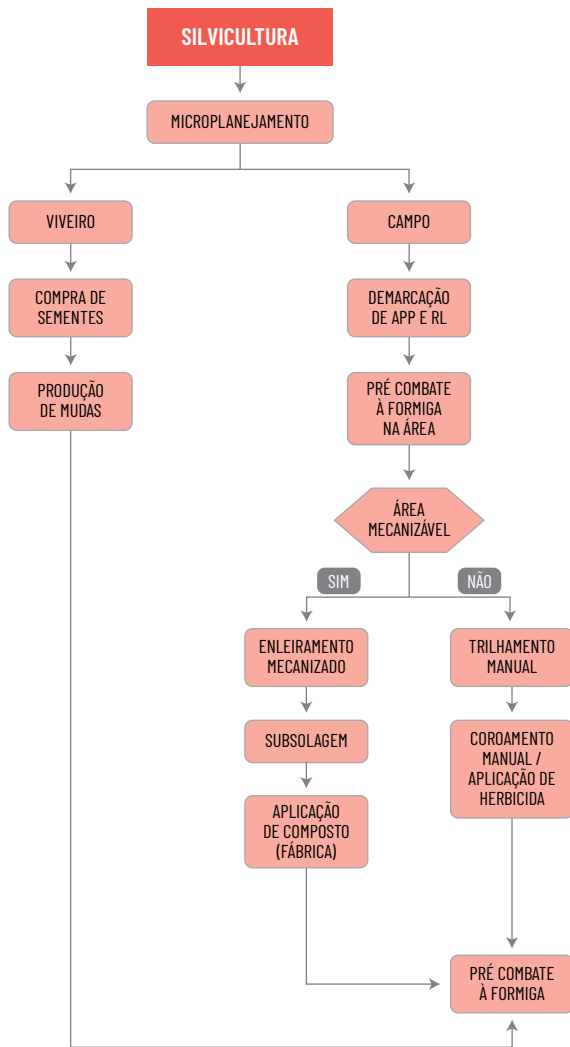 SILVICULTURA
MICROPLANEJAMENTO
VIVEIRO
CAMPO
COMPRA DE
SEMENTES
DEMARCAÇÃO
DE APP E RL
PRODUÇÃO
DE MUDAS
PRÉ COMBATE
À FORMIGA
NA ÁREA
ÁREA
MECANIZÁVEL
SIM
NÃO
ENLEIRAMENTO
MECANIZADO
TRILHAMENTO
MANUAL
SUBSOLAGEM
COROAMENTO
MANUAL /
APLICAÇÃO DE
HERBICIDA
APLICAÇÃO
DE COMPOSTO
(FÁBRICA)
PRÉ COMBATE
À FORMIGA